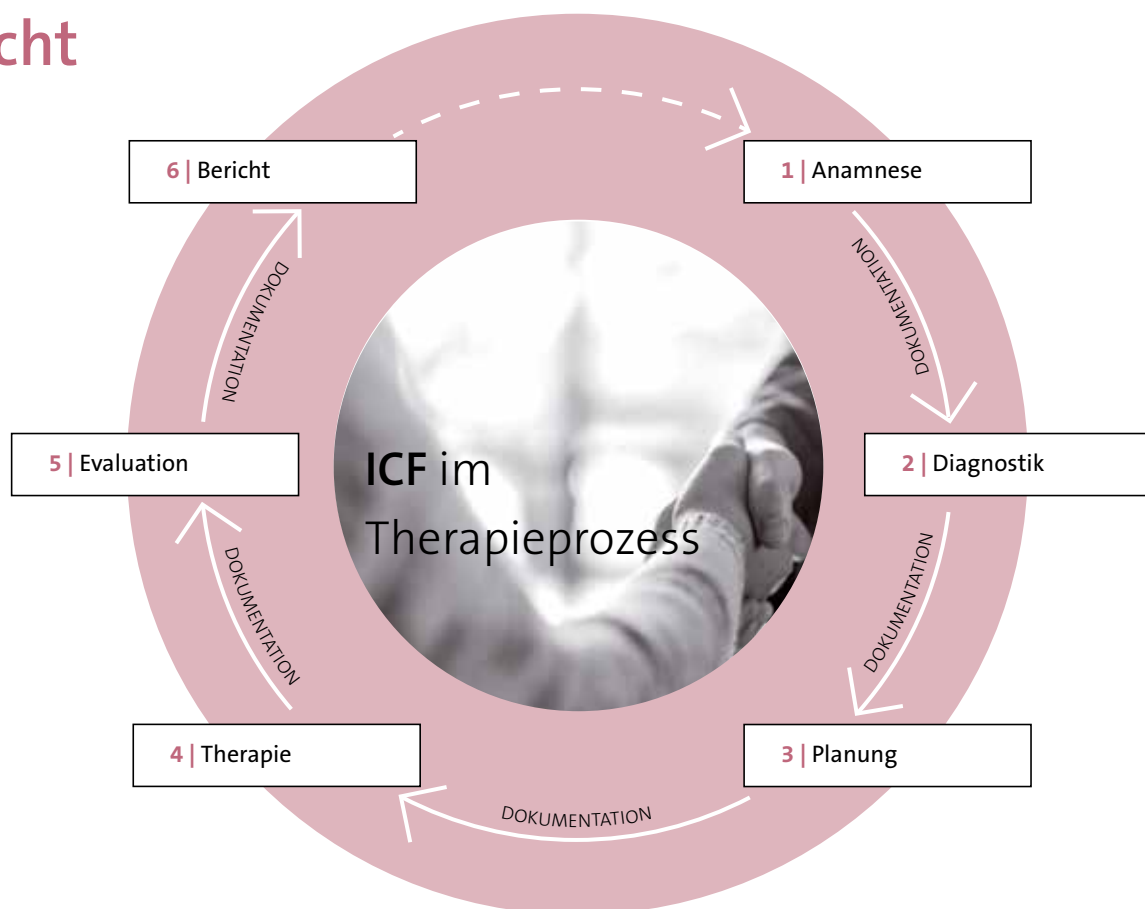 cht
6 | Bericht
1 | Anamnese
DOKUMENTATION
DOKUMENTATION
5 | Evaluation
2 | Diagnostik
ICF im
Therapieprozess
DOKUMENTATION
DOKUMENTATION
4 | Therapie
3 | Planung
DOKUMENTATION